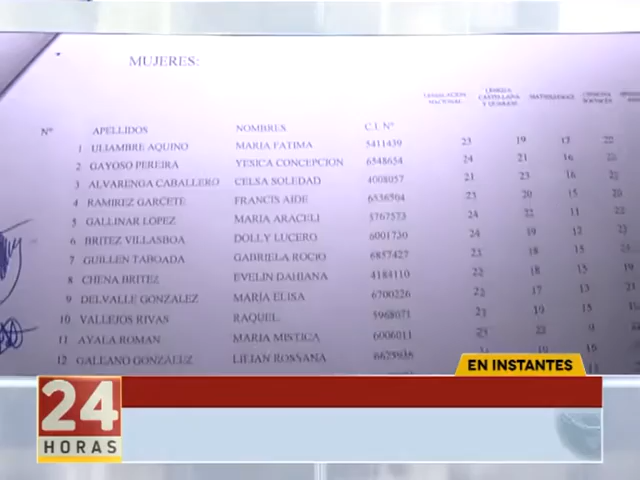 MUJERES:
Nº APELLIDOS NOMBRES C.I. Nº LEGISLACION NACIONAL LENGUA CASTELLANA Y GUARANI MATEMATICAS CIENCIAS SOCIALES
1 ULIAMBRE AQUINO MARIA FATIMA 5411439 23 19 17 22
2 GAYOSO PEREIRA YESICA CONCEPCION 6548654 24 21 16
3 ALVARENGA CABALLERO CELSA SOLEDAD 4008057 21 23 16 22
4 RAMIREZ GARCETE FRANCIS AIDE 6536504 23 20 15 20
5 GALLINAR LOPEZ MARIA ARACELI 5767573 24 22 11 22
6 BRITEZ VILLASBOA DOLLY LUCERO 6001730 24 19 12
7 GUILLEN TABOADA GABRIELA ROCIO 6857427 23 18 15
8 CHENA BRITEZ EVELIN DAHIANA 4184110 22 18 15 19
9 DELVALLE GONZALEZ MARIA ELISA 6700226 17 13 21
10 VALLEJOS RIVAS RAQUEL 5968071 15
11 AYALA ROMAN MARIA MISTICA 6006011 22
12 GALEANO GONZALEZ LILIAN ROSSANA 16
EN INSTANTES
24
HORAS